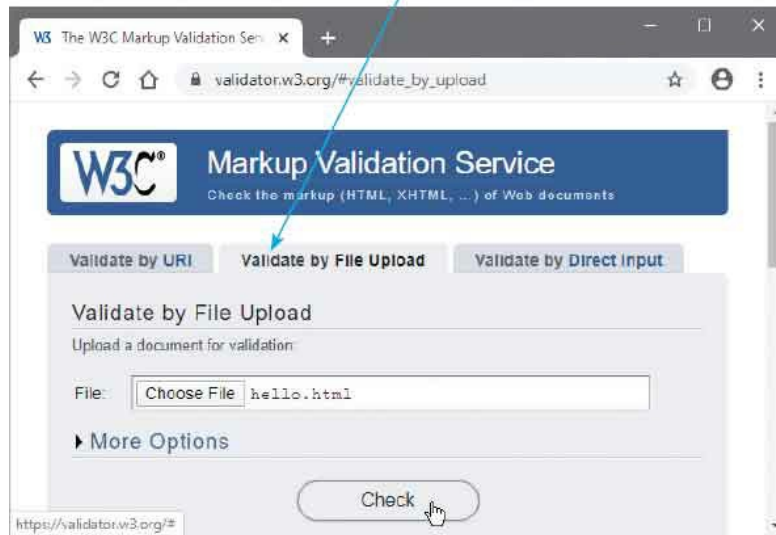 W3 The W3C Markup Validation Ser
validator.w3.org/#validate_by_upload
W3C® Markup Validation Service
Check the markup (HTML, XHTML, ...) of Web documents
Validate by URI Validate by File Upload Validate by Direct Input
Validate by File Upload
Upload a document for validation:
File: Choose File hello.html
More Options
Check
https://validator.w3.org/#